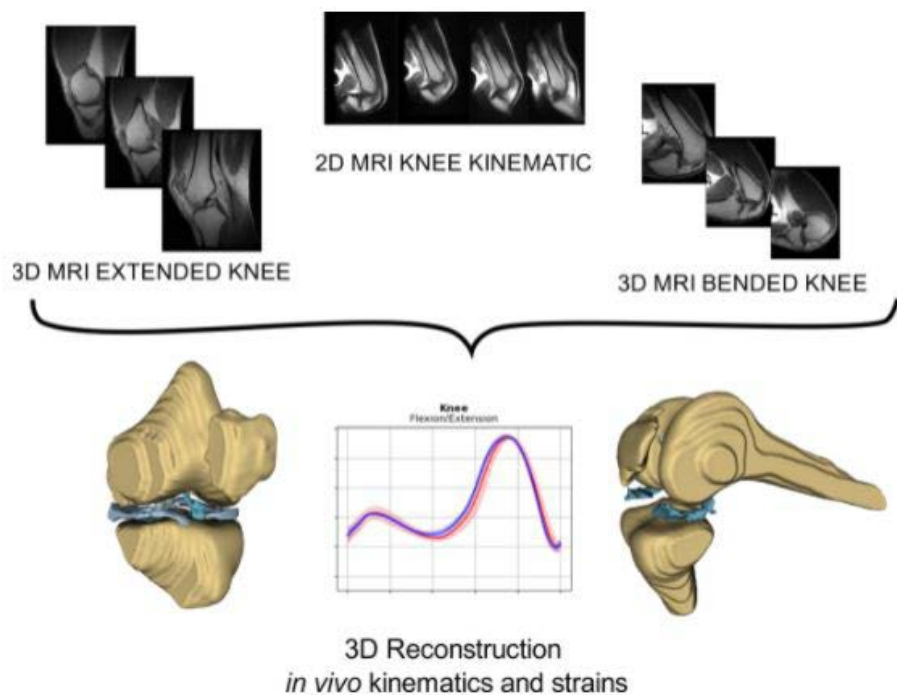 2D MRI KNEE KINEMATIC
3D MRI EXTENDED KNEE
3D MRI BENDED KNEE
Knee
Flexion/Extension
3D Reconstruction
in vivo kinematics and strains